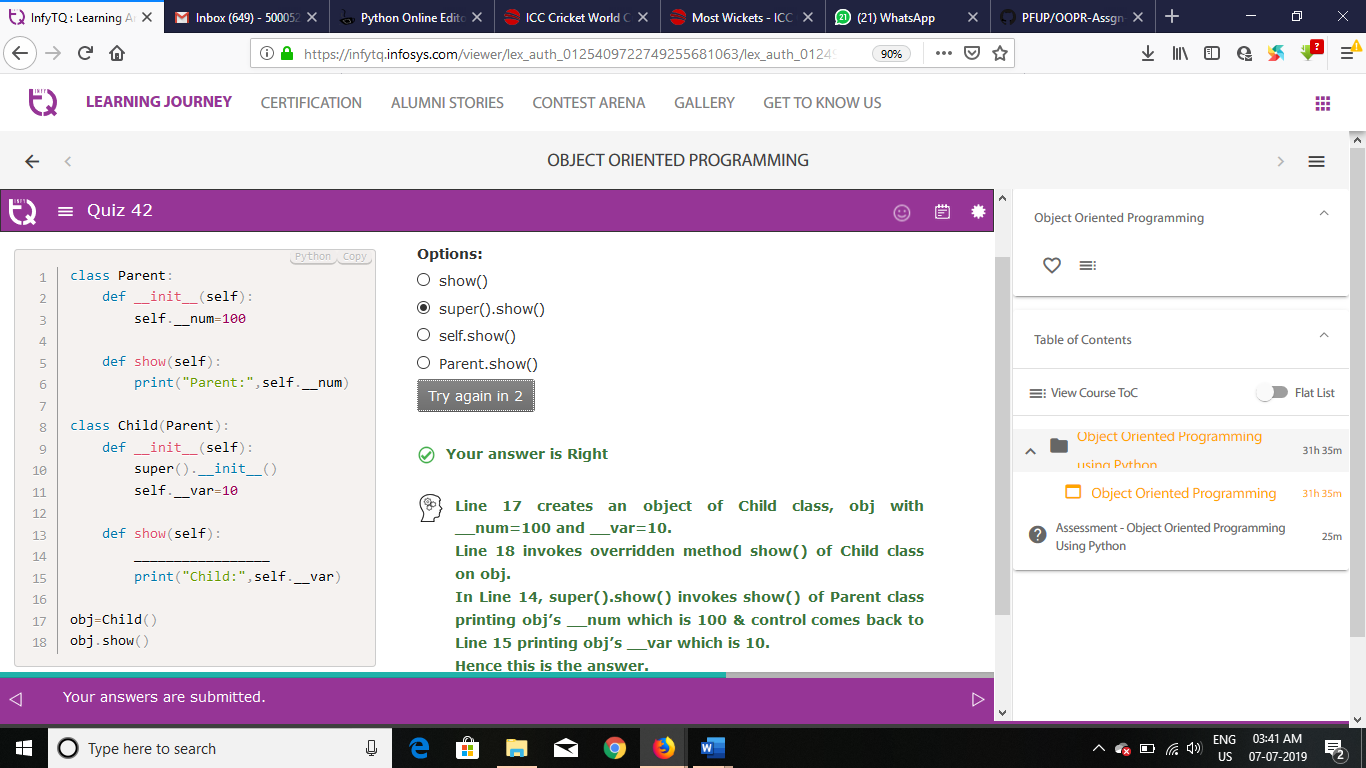 InfyTQ : Learning A
Inbox (649) - 500052
Python Online Edito
ICC Cricket World C
Most Wickets - ICC
(21) WhatsApp
PFUP/OOPR-Assgn
https://infytq.infosys.com/viewer/lex_auth_0125409722749255681063/lex_auth_01249
90%
INFY
TQ
LEARNING JOURNEY
CERTIFICATION
ALUMNI STORIES
CONTEST ARENA
GALLERY
GET TO KNOW US
OBJECT ORIENTED PROGRAMMING
Quiz 42
Python
Copy
1 class Parent:
2     def __init__(self):
3         self.__num=100
4
5     def show(self):
6         print("Parent:",self.__num)
7
8 class Child(Parent):
9     def __init__(self):
10         super().__init__()
11         self.__var=10
12
13     def show(self):
14         _________________
15         print("Child:",self.__var)
16
17 obj=Child()
18 obj.show()
Options:
show()
super().show()
self.show()
Parent.show()
Try again in 2
Your answer is Right
Line 17 creates an object of Child class, obj with
__num=100 and __var=10.
Line 18 invokes overridden method show() of Child class
on obj.
In Line 14, super().show() invokes show() of Parent class
printing obj’s __num which is 100 & control comes back to
Line 15 printing obj’s __var which is 10.
Hence this is the answer.
Your answers are submitted.
Object Oriented Programming
Table of Contents
View Course ToC
Flat List
Object Oriented Programming
using Python
31h 35m
Object Oriented Programming
31h 35m
Assessment - Object Oriented Programming
Using Python
25m
Type here to search
ENG
US
03:41 AM
07-07-2019
2